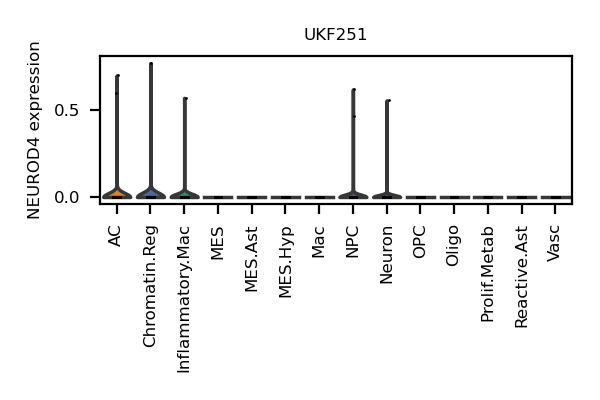 UKF251
NEUROD4 expression
0.5
0.0
AC
Chromatin.Reg
Inflammatory.Mac
MES
MES.Ast
MES.Hyp
Mac
NPC
Neuron
OPC
Oligo
Prolif.Metab
Reactive.Ast
Vasc